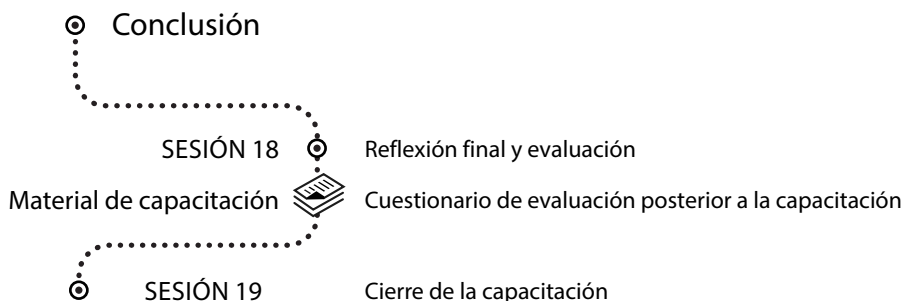 Conclusión
SESIÓN 18 Reflexión final y evaluación
Material de capacitación Cuestionario de evaluación posterior a la capacitación
SESIÓN 19 Cierre de la capacitación